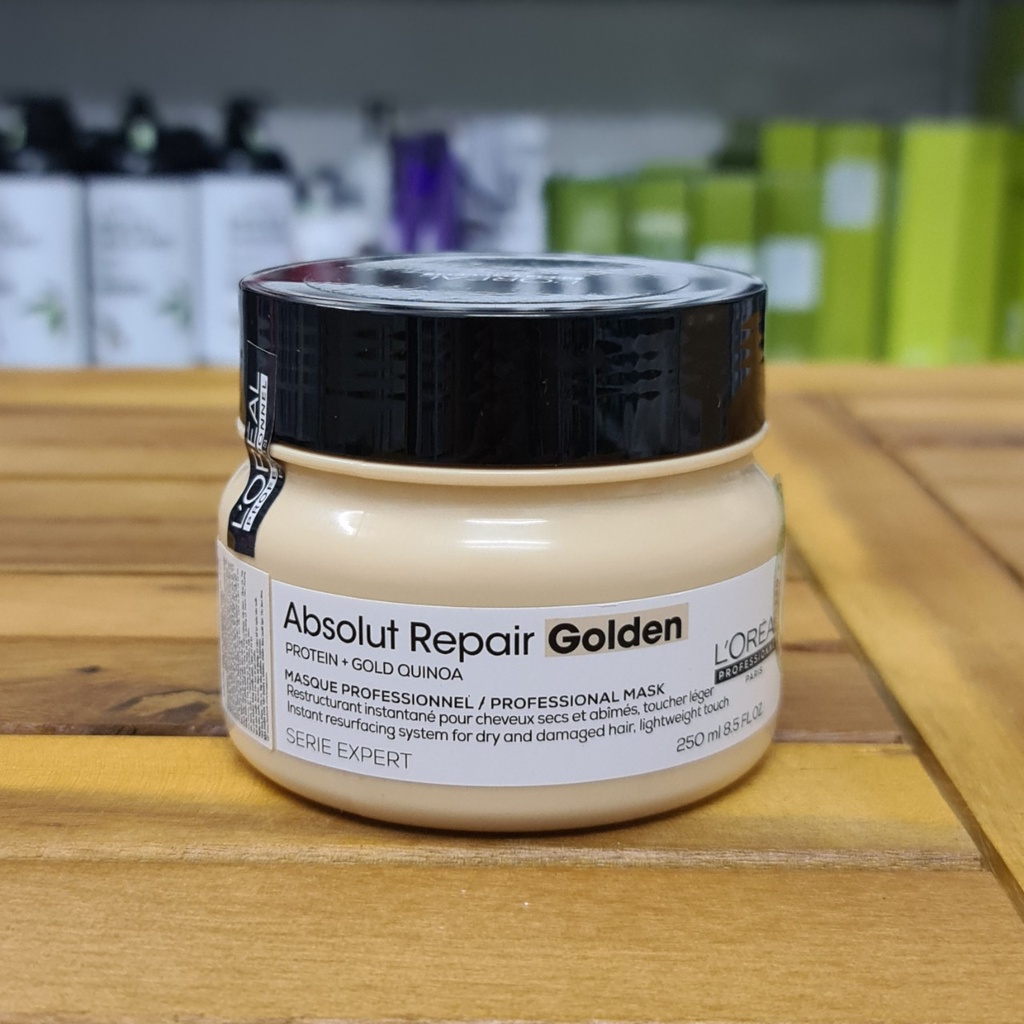 L'ORÉAL
PROFESSIONNEL
Absolut Repair Golden
PROTEIN + GOLD QUINOA
MASQUE PROFESSIONNEL / PROFESSIONAL MASK
Restructurant instantané pour cheveux secs et abîmés, toucher léger
Instant resurfacing system for dry and damaged hair, lightweight touch
SERIE EXPERT
250 ml 8.5 FL.OZ.
L'ORÉAL
PROFESSIONNEL
PARIS